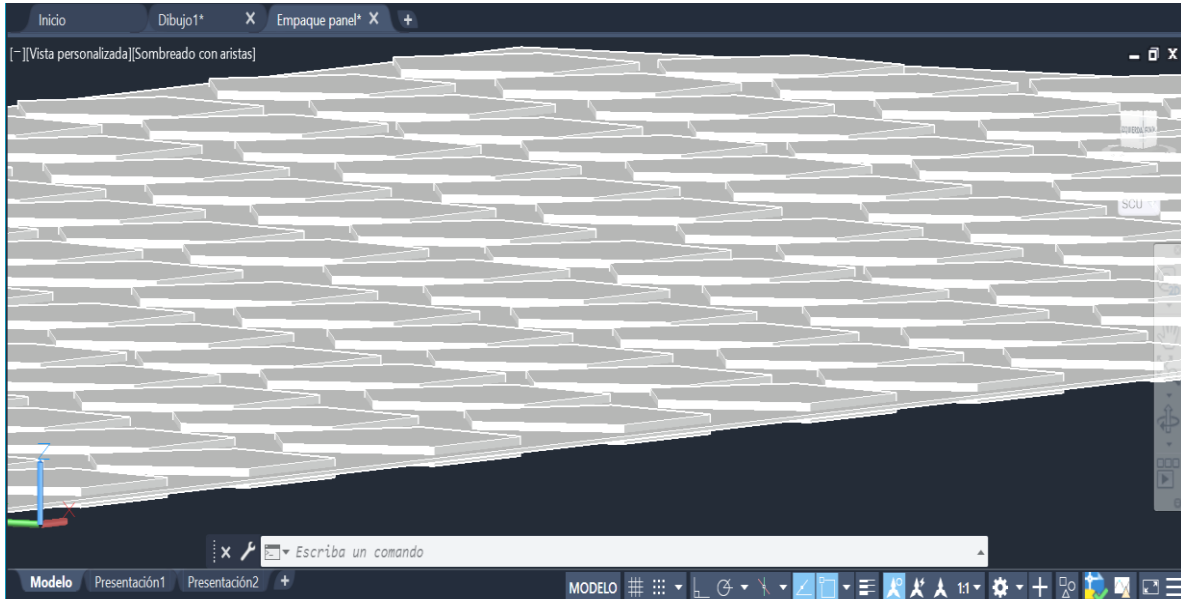 Inicio Dibujo1* X Empaque panel* X +
[−][Vista personalizada][Sombreado con aristas]
SCU
Z
X
Escriba un comando
Modelo Presentación1 Presentación2 + MODELO 1:1